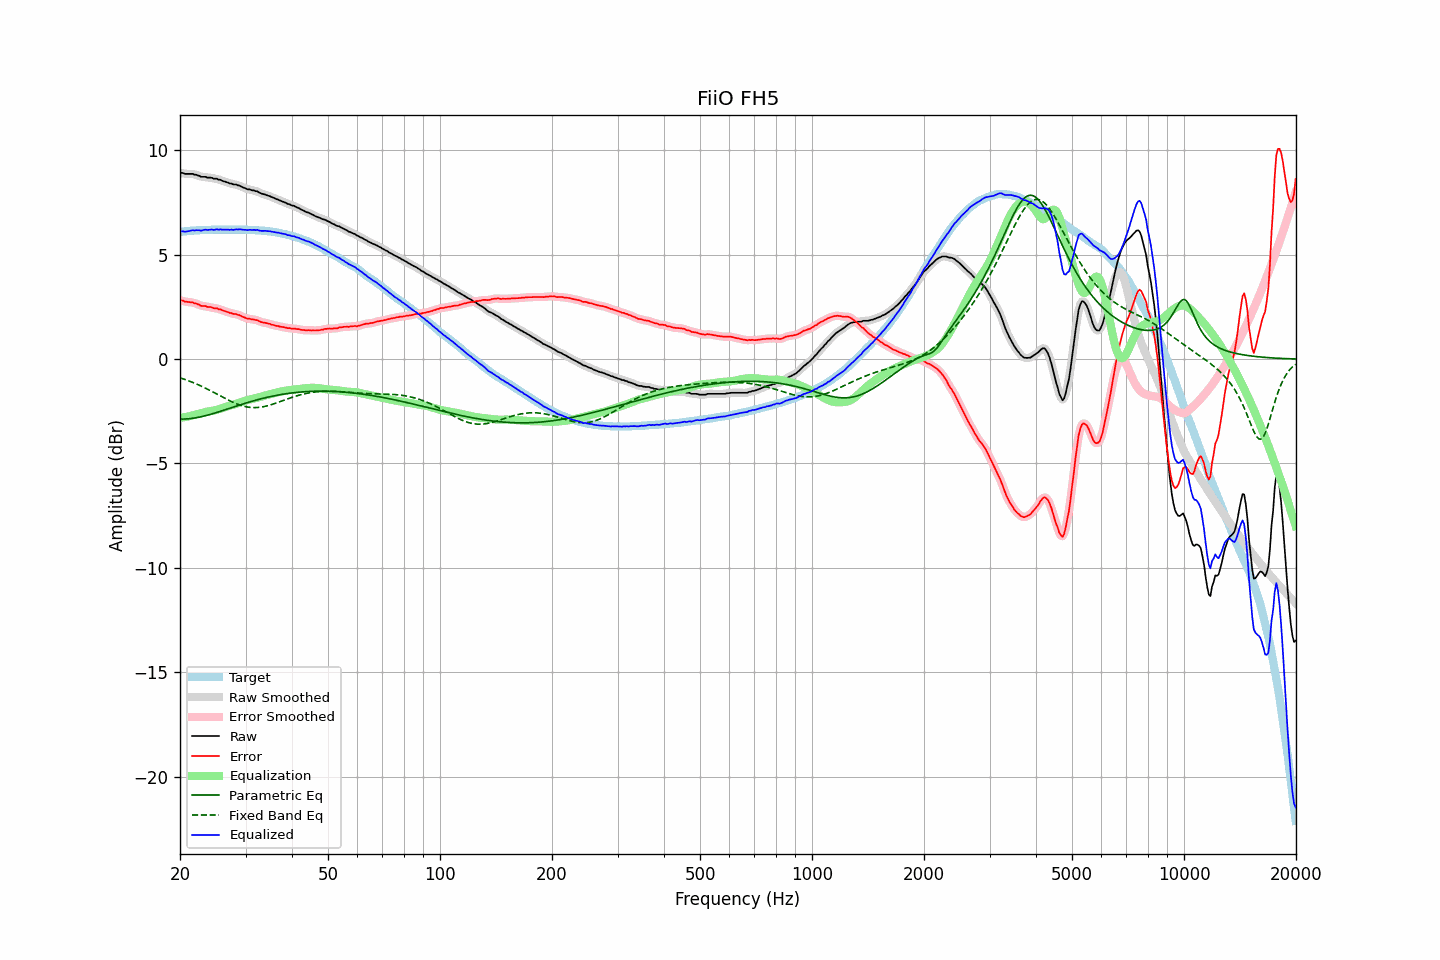 FiiO FH5
Amplitude (dBr)
10
5
0
−5
−10
−15
−20
Target
Raw Smoothed
Error Smoothed
Raw
Error
Equalization
Parametric Eq
Fixed Band Eq
Equalized
20 50 100 200 500 1000 2000 5000 10000 20000
Frequency (Hz)